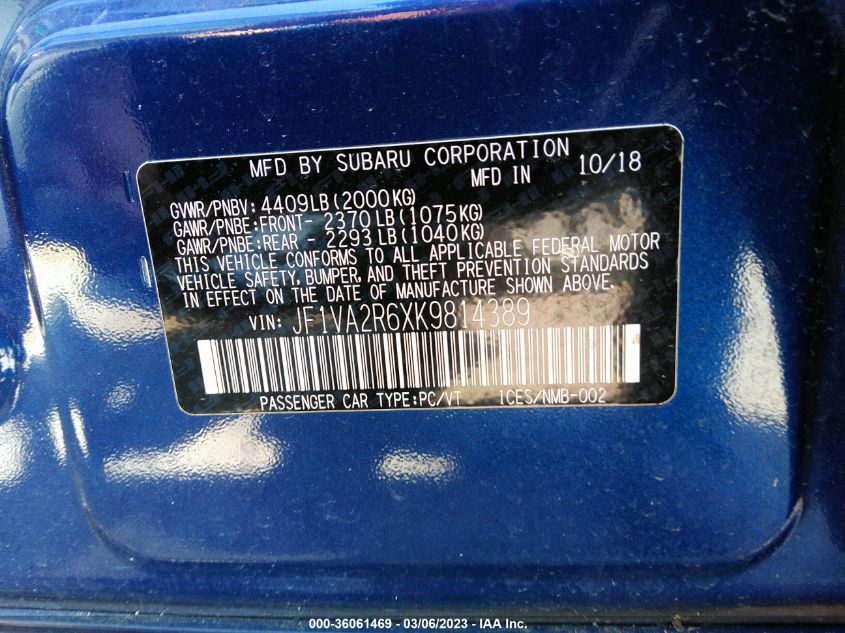 MFD BY SUBARU CORPORATION
MFD IN 10/18
GVWR/PNBV: 4409LB(2000KG)
GAWR/PNBE:FRONT- 2370LB(1075KG)
GAWR/PNBE:REAR - 2293LB(1040KG)
THIS VEHICLE CONFORMS TO ALL APPLICABLE FEDERAL MOTOR
VEHICLE SAFETY, BUMPER, AND THEFT PREVENTION STANDARDS
IN EFFECT ON THE DATE OF MANUFACTURE SHOWN ABOVE.
VIN: JF1VA2R6XK9814389
PASSENGER CAR TYPE:PC/VT ICES/NMB-002
000-36061469 — 03/06/2023 — IAA Inc.